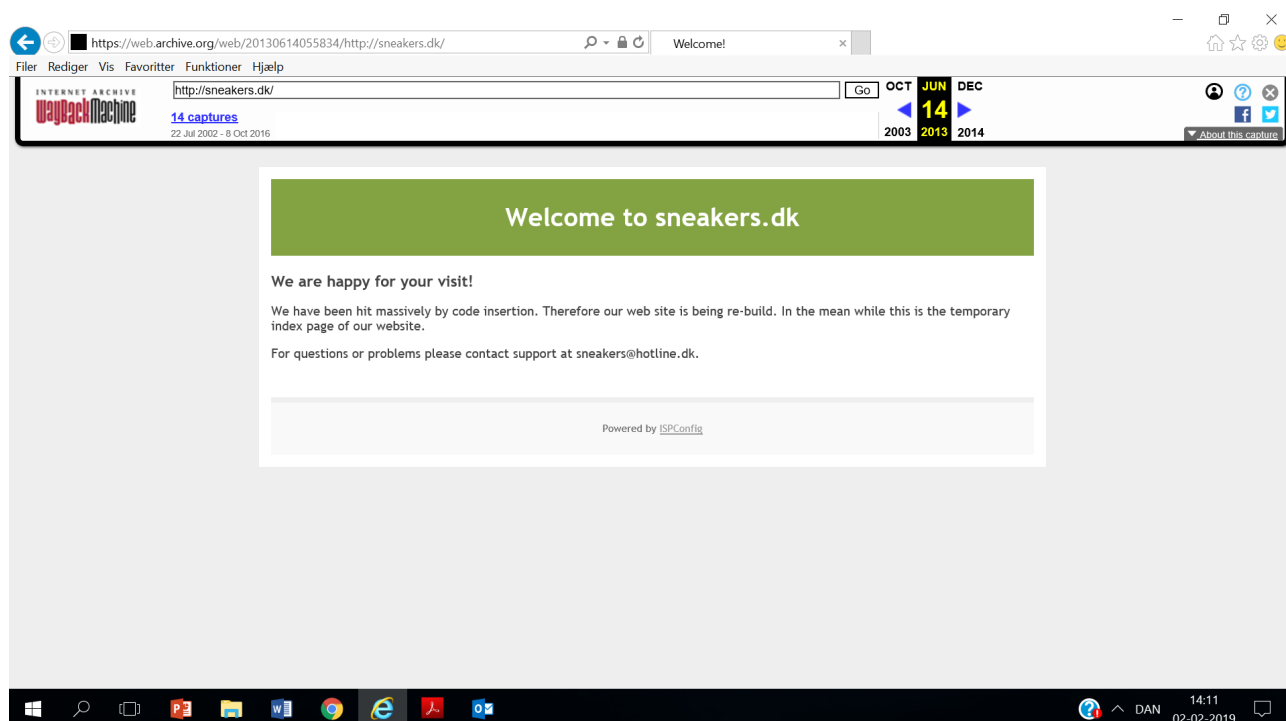 https://web.archive.org/web/20130614055834/http://sneakers.dk/
Welcome!
Filer Rediger Vis Favoritter Funktioner Hjælp
INTERNET ARCHIVE
WayBackMachine
http://sneakers.dk/
Go
OCT JUN DEC
14 captures
14
22 Jul 2002 - 8 Oct 2016
2003 2013 2014
About this capture
Welcome to sneakers.dk
We are happy for your visit!
We have been hit massively by code insertion. Therefore our web site is being re-build. In the mean while this is the temporary
index page of our website.
For questions or problems please contact support at sneakers@hotline.dk.
Powered by ISPConfig
DAN
14:11
02-02-2019